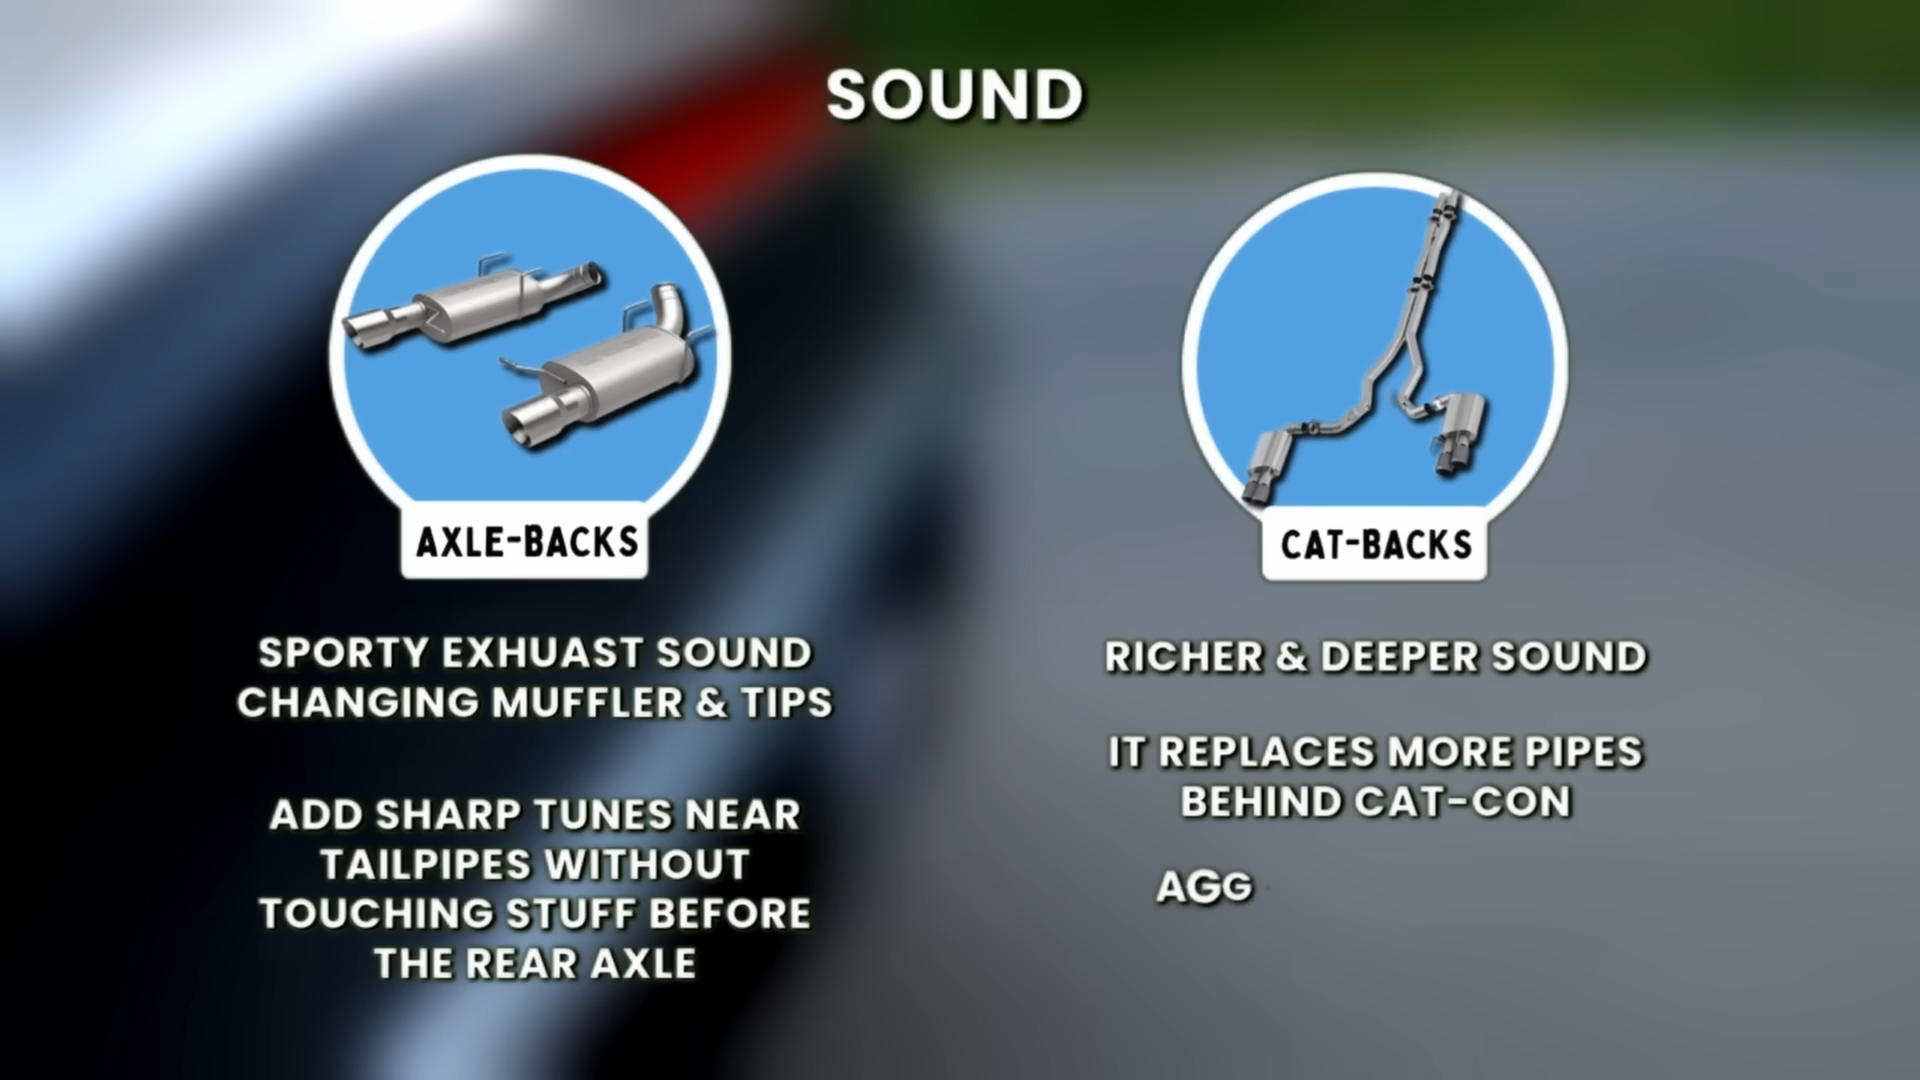 SOUND
AXLE-BACKS
SPORTY EXHUAST SOUND
CHANGING MUFFLER & TIPS
ADD SHARP TUNES NEAR
TAILPIPES WITHOUT
TOUCHING STUFF BEFORE
THE REAR AXLE
CAT-BACKS
RICHER & DEEPER SOUND
IT REPLACES MORE PIPES
BEHIND CAT-CON
AGG